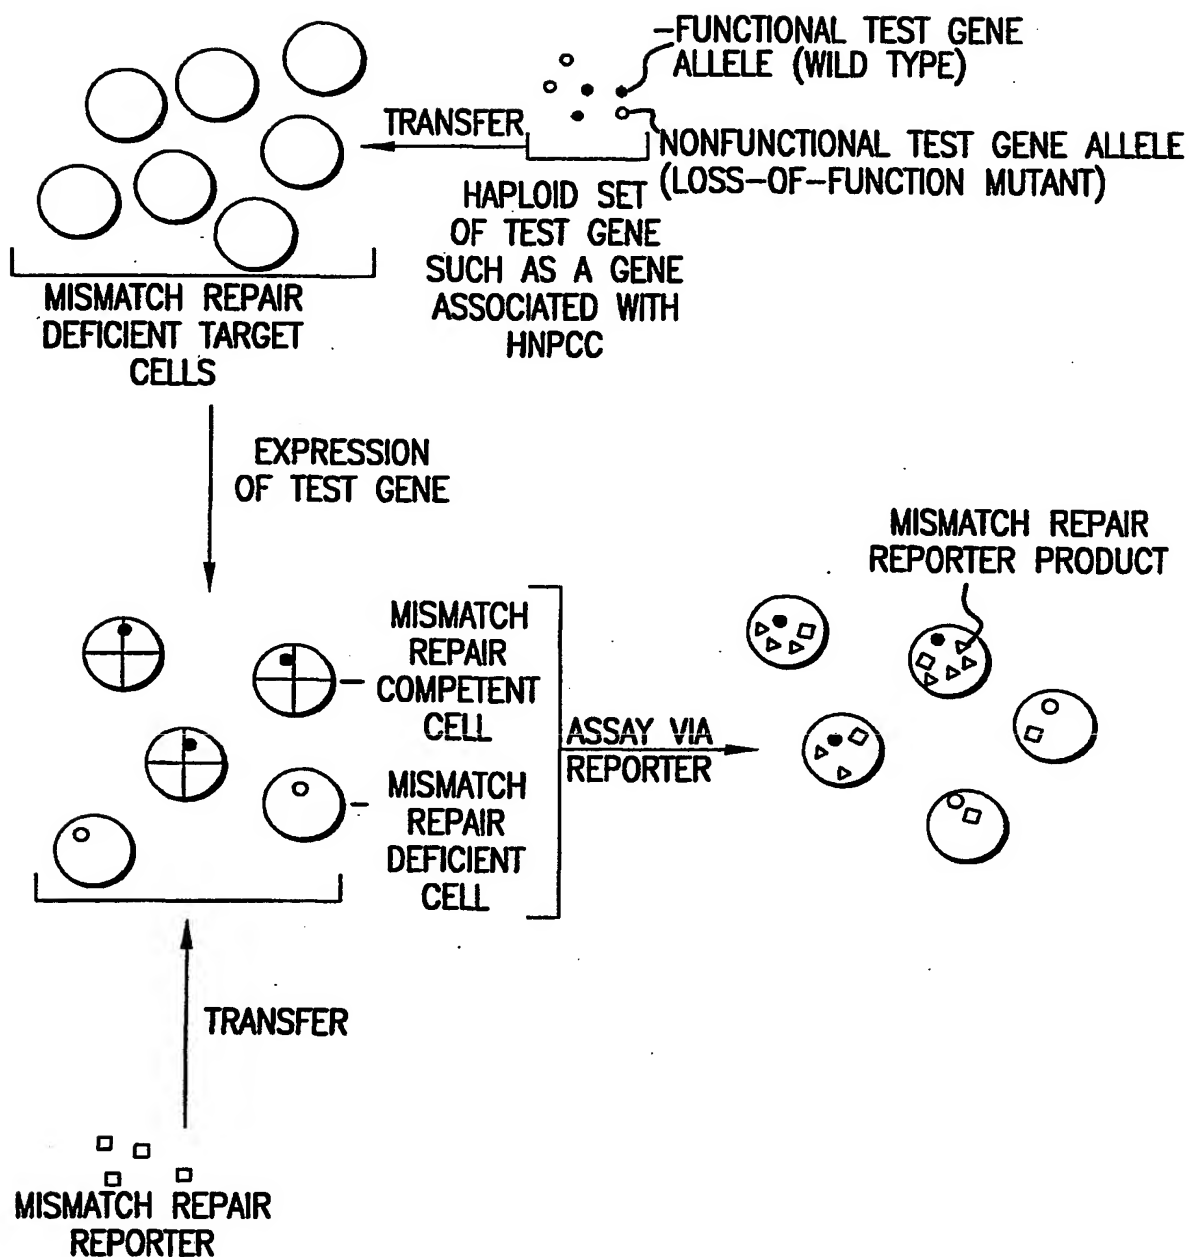 -FUNCTIONAL TEST GENE
ALLELE (WILD TYPE)
TRANSFER
NONFUNCTIONAL TEST GENE ALLELE
(LOSS-OF-FUNCTION MUTANT)
HAPLOID SET
OF TEST GENE
SUCH AS A GENE
ASSOCIATED WITH
HNPCC
MISMATCH REPAIR
DEFICIENT TARGET
CELLS
EXPRESSION
OF TEST GENE
MISMATCH REPAIR
REPORTER PRODUCT
MISMATCH
REPAIR
COMPETENT
CELL
ASSAY VIA
REPORTER
MISMATCH
REPAIR
DEFICIENT
CELL
TRANSFER
MISMATCH REPAIR
REPORTER